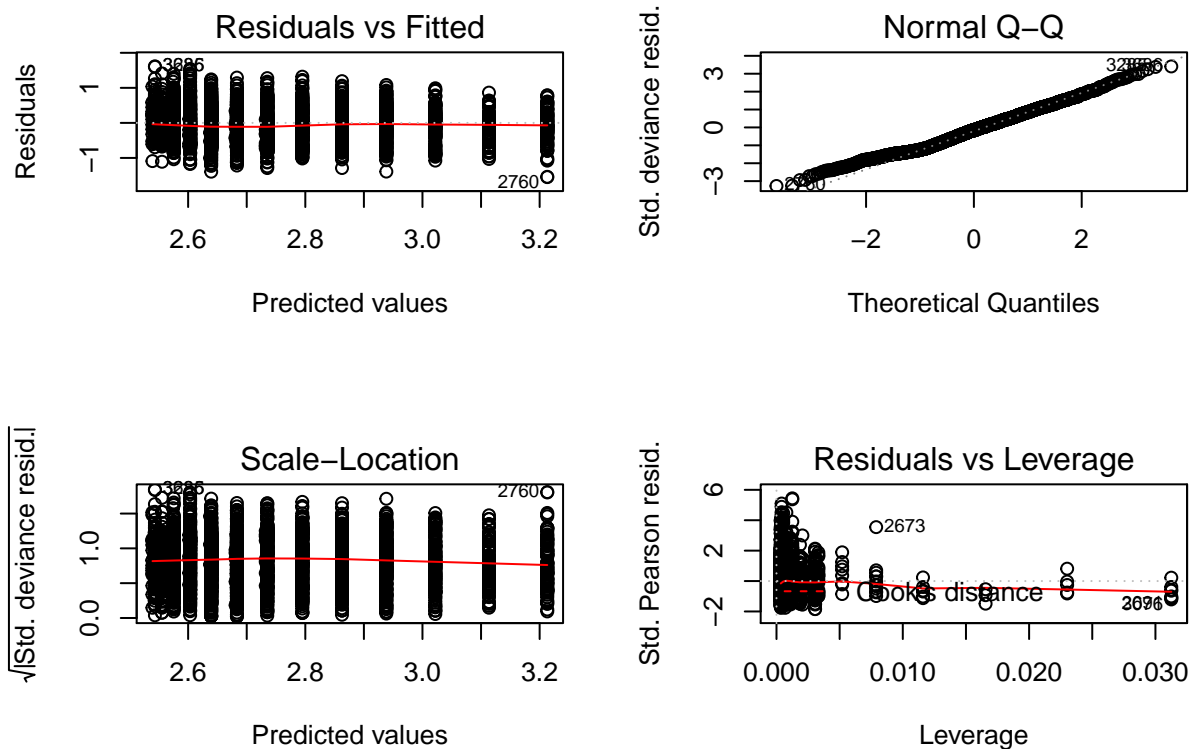 Residuals vs Fitted
Residuals
1
−1
2760
2.6 2.8 3.0 3.2
Predicted values
Normal Q−Q
Std. deviance resid.
3
0
−3
−2 0 2
Theoretical Quantiles
Scale−Location
√|Std. deviance resid.|
1.0
0.0
2760
2.6 2.8 3.0 3.2
Predicted values
Residuals vs Leverage
Std. Pearson resid.
6
2
−2
2673
Cook's distance
0.000 0.010 0.020 0.030
Leverage